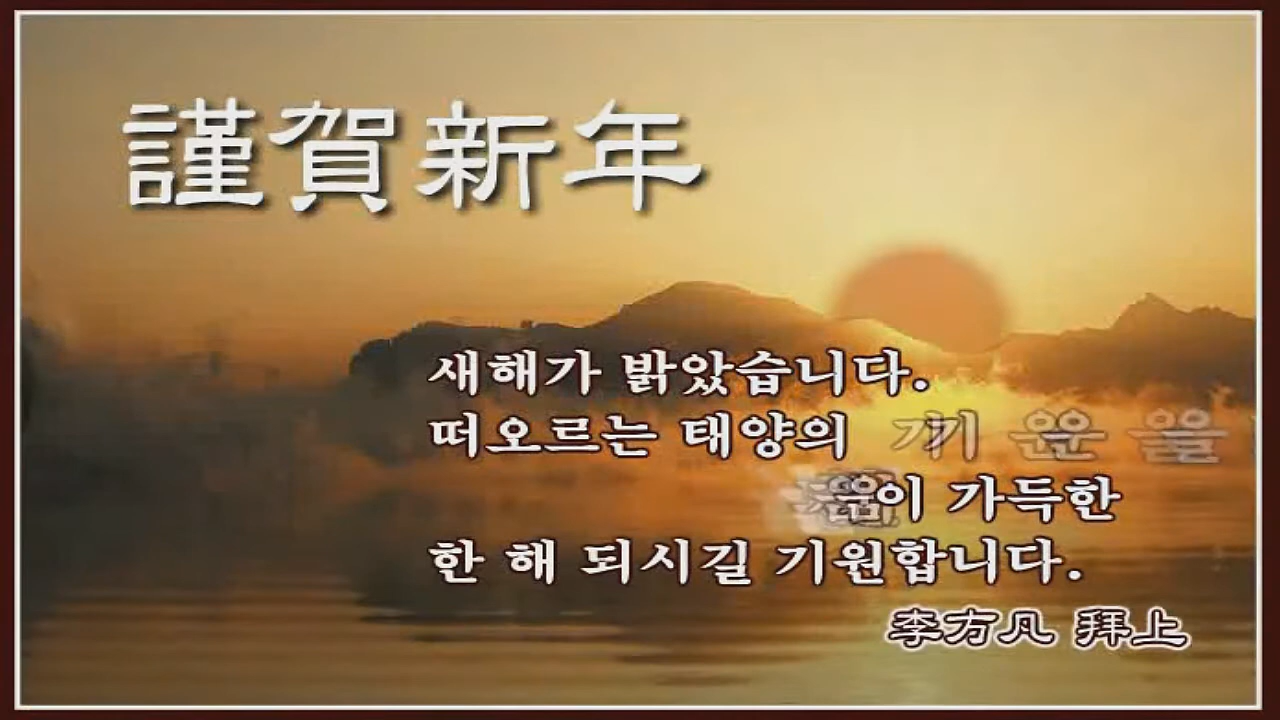 謹賀新年
새해가 밝았습니다.
떠오르는 태양의 기운을
가득한
한 해 되시길 기원합니다.
李方凡 拜上